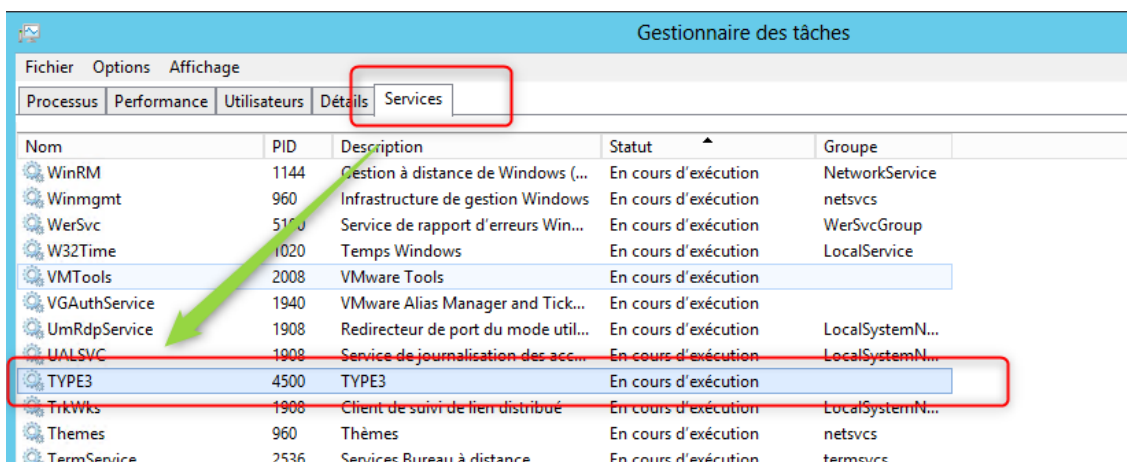 Gestionnaire des tâches
Fichier Options Affichage
Processus Performance Utilisateurs Détails Services
Nom PID Description Statut Groupe
WinRM 1144 Gestion à distance de Windows (... En cours d'exécution NetworkService
Winmgmt 960 Infrastructure de gestion Windows En cours d'exécution netsvcs
WerSvc Service de rapport d'erreurs Win... En cours d'exécution WerSvcGroup
W32Time 1020 Temps Windows En cours d'exécution LocalService
VMTools 2008 VMware Tools En cours d'exécution
VGAuthService 1940 VMware Alias Manager and Tick... En cours d'exécution
UmRdpService 1908 Redirecteur de port du mode util... En cours d'exécution LocalSystemN...
UALSVC 1908 Service de journalisation des acc... En cours d'exécution LocalSystemN...
TYPE3 4500 TYPE3 En cours d'exécution
TrkWks 1908 Client de suivi de lien distribué En cours d'exécution LocalSystemN...
Themes 960 Thèmes En cours d'exécution netsvcs
TermService 2536 Services Bureau à distance En cours d'exécution termsvcs